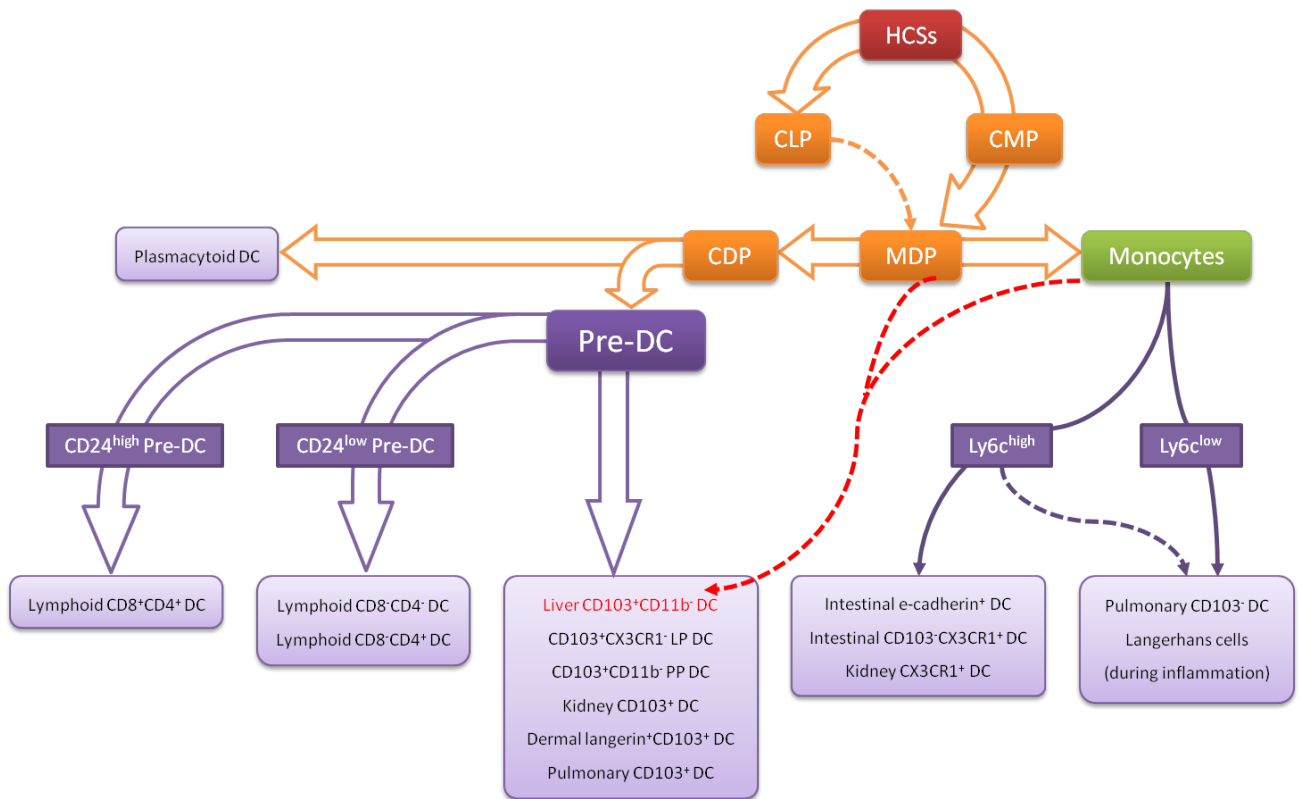 HCSs
CLP
CMP
Plasmacytoid DC
CDP
MDP
Monocytes
Pre-DC
CD24high Pre-DC
CD24low Pre-DC
Ly6chigh
Ly6clow
Lymphoid CD8+CD4+ DC
Lymphoid CD8-CD4- DC
Lymphoid CD8-CD4+ DC
Liver CD103+CD11b- DC
CD103+CX3CR1- LP DC
CD103+CD11b- PP DC
Kidney CD103+ DC
Dermal langerin+CD103+ DC
Pulmonary CD103+ DC
Intestinal e-cadherin+ DC
Intestinal CD103-CX3CR1+ DC
Kidney CX3CR1+ DC
Pulmonary CD103- DC
Langerhans cells
(during inflammation)